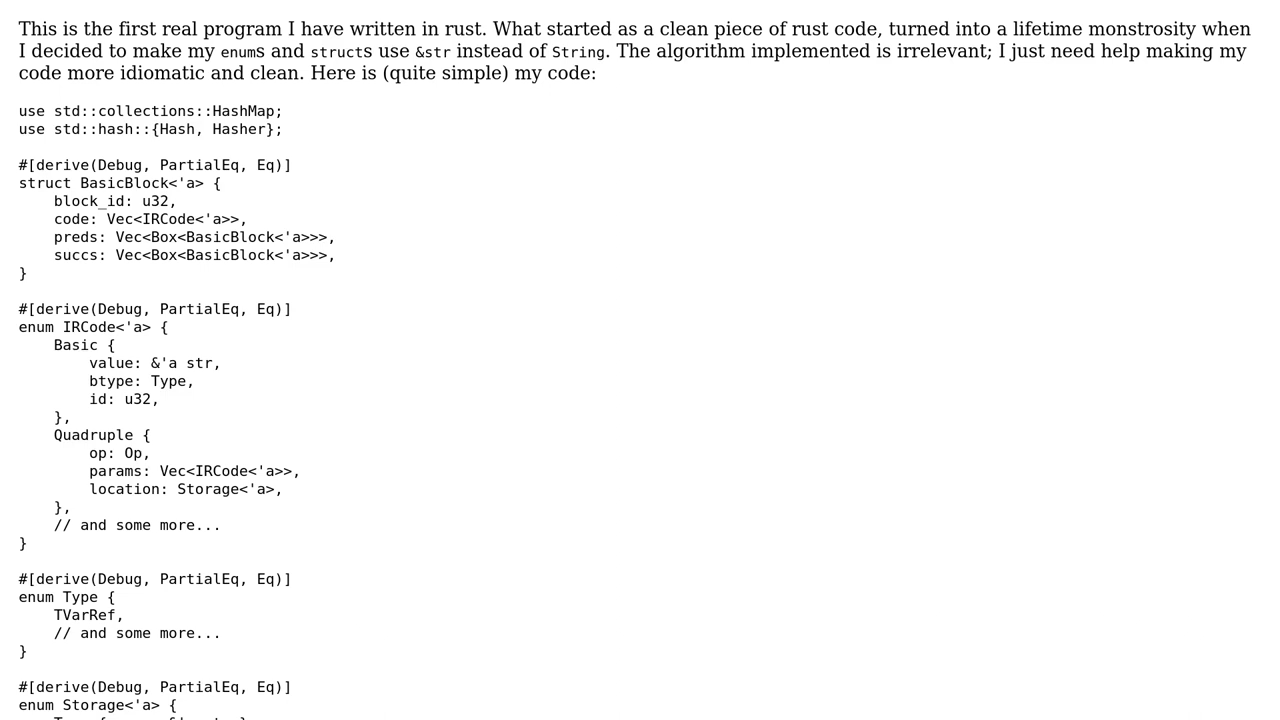 This is the first real program I have written in rust. What started as a clean piece of rust code, turned into a lifetime monstrosity when
I decided to make my enums and structs use &str instead of String. The algorithm implemented is irrelevant; I just need help making my
code more idiomatic and clean. Here is (quite simple) my code:
use std::collections::HashMap;
use std::hash::{Hash, Hasher};
#[derive(Debug, PartialEq, Eq)]
struct BasicBlock<'a> {
    block_id: u32,
    code: Vec<IRCode<'a>>,
    preds: Vec<Box<BasicBlock<'a>>>,
    succs: Vec<Box<BasicBlock<'a>>>,
}
#[derive(Debug, PartialEq, Eq)]
enum IRCode<'a> {
    Basic {
        value: &'a str,
        btype: Type,
        id: u32,
    },
    Quadruple {
        op: Op,
        params: Vec<IRCode<'a>>,
        location: Storage<'a>,
    },
    // and some more...
}
#[derive(Debug, PartialEq, Eq)]
enum Type {
    TVarRef,
    // and some more...
}
#[derive(Debug, PartialEq, Eq)]
enum Storage<'a> {